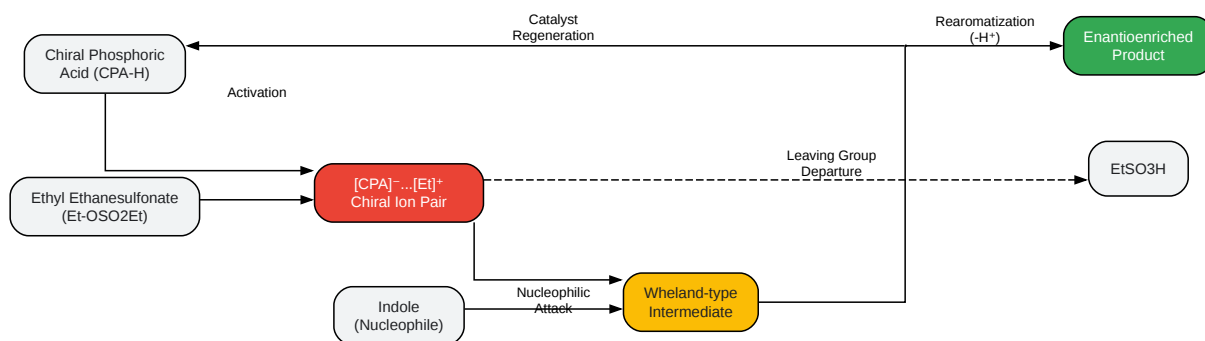 Catalyst
Regeneration
Rearomatization
(-H⁺)
Enantioenriched
Product
Chiral Phosphoric
Acid (CPA-H)
Activation
Leaving Group
Departure
EtSO3H
Ethyl Ethanesulfonate
(Et-OSO2Et)
[CPA]⁻...[Et]⁺
Chiral Ion Pair
Indole
(Nucleophile)
Nucleophilic
Attack
Wheland-type
Intermediate